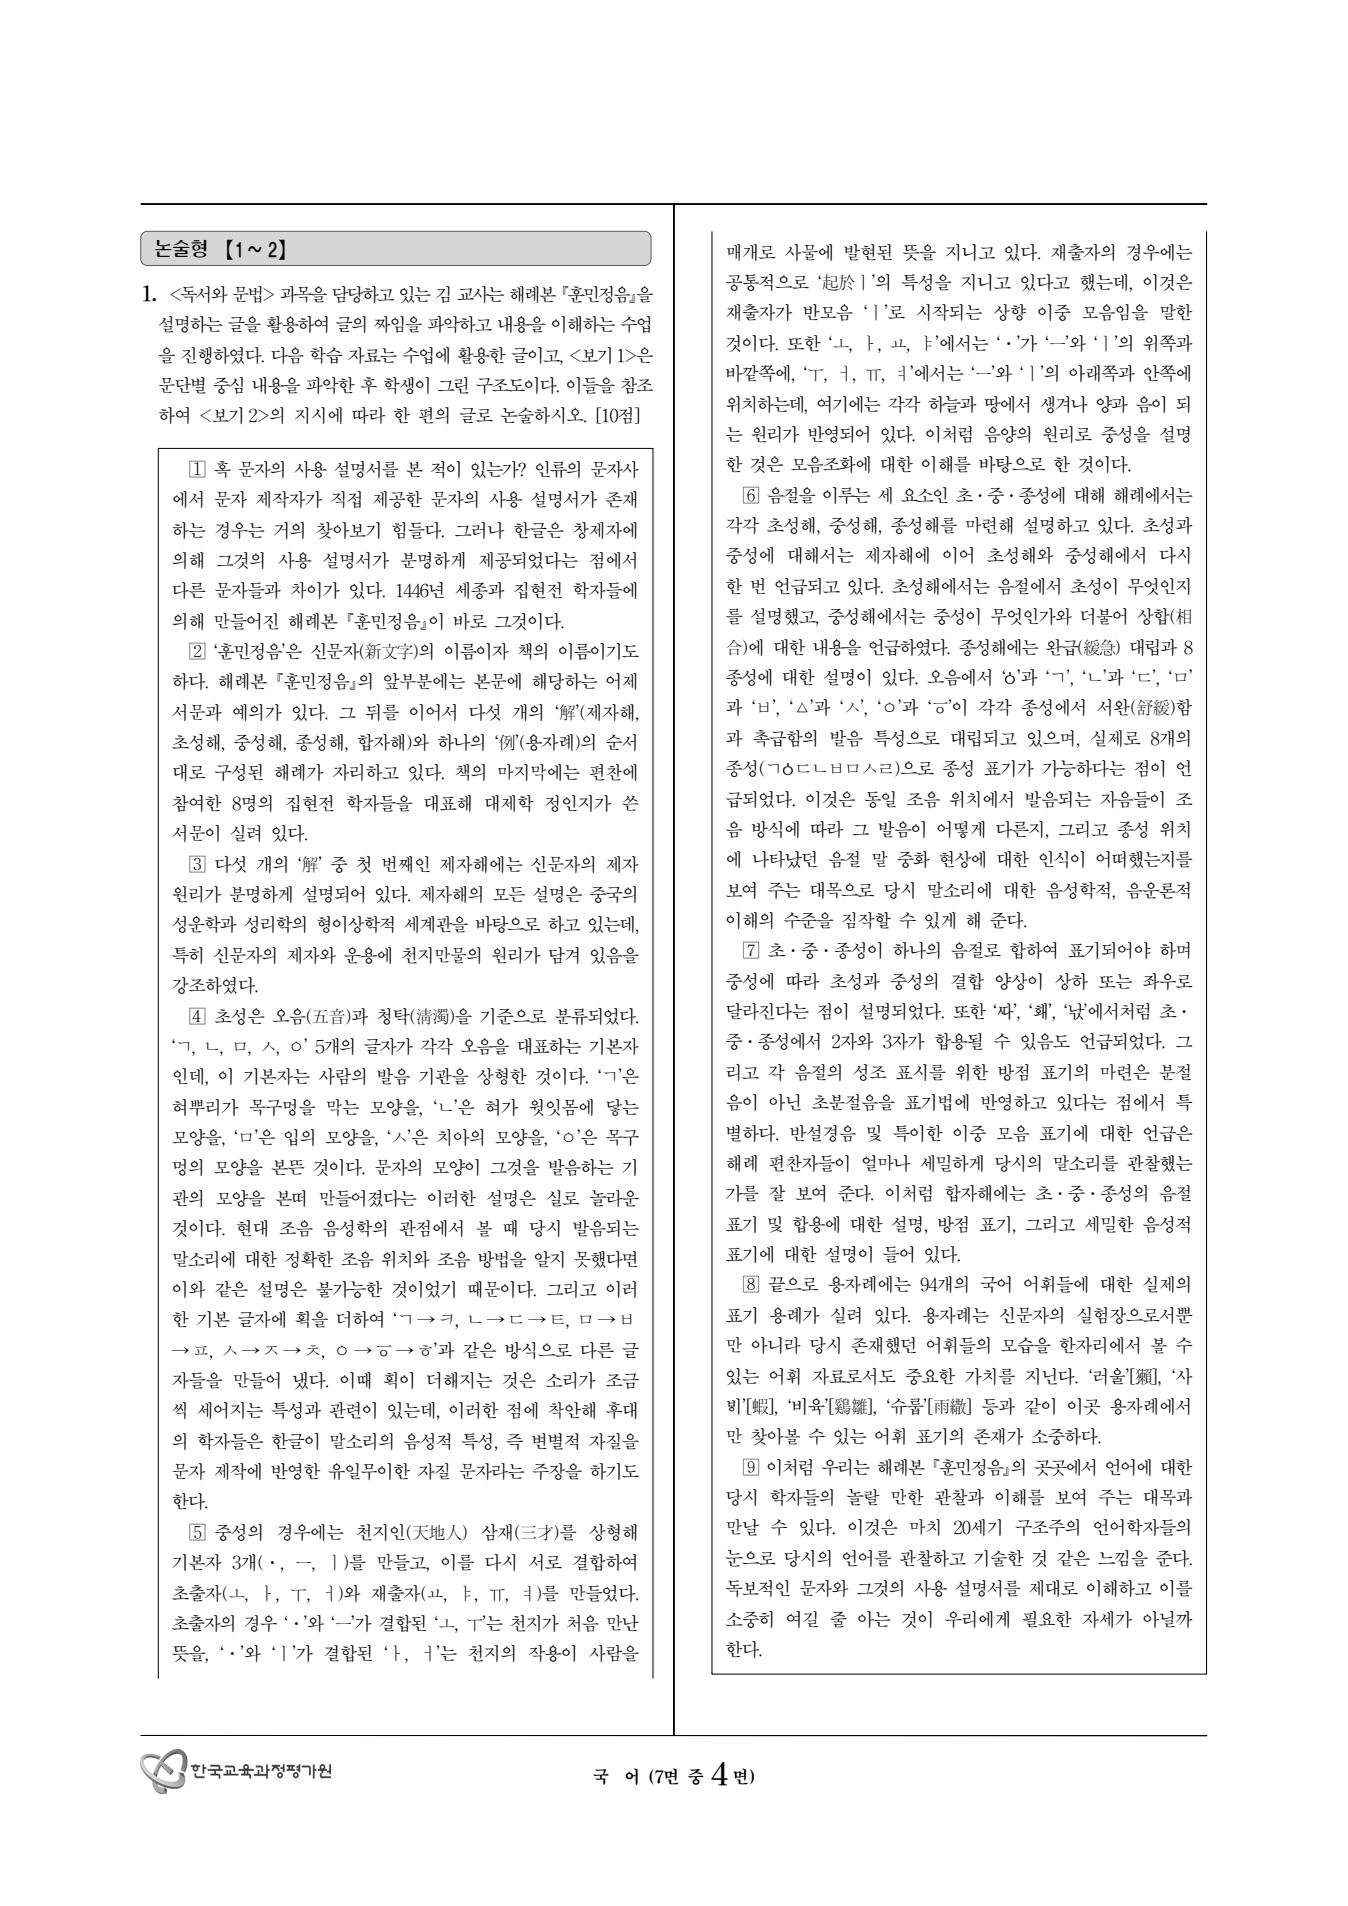 논술형 【1~2】
1. <독서와 문법> 과목을 담당하고 있는 김 교사는 해례본 『훈민정음』을
설명하는 글을 활용하여 글의 짜임을 파악하고 내용을 이해하는 수업
을 진행하였다. 다음 학습 자료는 수업에 활용한 글이고, <보기 1>은
문단별 중심 내용을 파악한 후 학생이 그린 구조도이다. 이들을 참조
하여 <보기 2>의 지시에 따라 한 편의 글로 논술하시오. [10점]
1 혹 문자의 사용 설명서를 본 적이 있는가? 인류의 문자사
에서 문자 제작자가 직접 제공한 문자의 사용 설명서가 존재
하는 경우는 거의 찾아보기 힘들다. 그러나 한글은 창제자에
의해 그것의 사용 설명서가 분명하게 제공되었다는 점에서
다른 문자들과 차이가 있다. 1446년 세종과 집현전 학자들에
의해 만들어진 해례본 『훈민정음』이 바로 그것이다.
2 ‘훈민정음’은 신문자(新文字)의 이름이자 책의 이름이기도
하다. 해례본 『훈민정음』의 앞부분에는 본문에 해당하는 어제
서문과 예의가 있다. 그 뒤를 이어서 다섯 개의 ‘解’(제자해,
초성해, 중성해, 종성해, 합자해)와 하나의 ‘例’(용자례)의 순서
대로 구성된 해례가 자리하고 있다. 책의 마지막에는 편찬에
참여한 8명의 집현전 학자들을 대표해 대제학 정인지가 쓴
서문이 실려 있다.
3 다섯 개의 ‘解’ 중 첫 번째인 제자해에는 신문자의 제자
원리가 분명하게 설명되어 있다. 제자해의 모든 설명은 중국의
성운학과 성리학의 형이상학적 세계관을 바탕으로 하고 있는데,
특히 신문자의 제자와 운용에 천지만물의 원리가 담겨 있음을
강조하였다.
4 초성은 오음(五音)과 청탁(淸濁)을 기준으로 분류되었다.
‘ㄱ, ㄴ, ㅁ, ㅅ, ㅇ’ 5개의 글자가 각각 오음을 대표하는 기본자
인데, 이 기본자는 사람의 발음 기관을 상형한 것이다. ‘ㄱ’은
혀뿌리가 목구멍을 막는 모양을, ‘ㄴ’은 혀가 윗잇몸에 닿는
모양을, ‘ㅁ’은 입의 모양을, ‘ㅅ’은 치아의 모양을, ‘ㅇ’은 목구
멍의 모양을 본뜬 것이다. 문자의 모양이 그것을 발음하는 기
관의 모양을 본떠 만들어졌다는 이러한 설명은 실로 놀라운
것이다. 현대 조음 음성학의 관점에서 볼 때 당시 발음되는
말소리에 대한 정확한 조음 위치와 조음 방법을 알지 못했다면
이와 같은 설명은 불가능한 것이었기 때문이다. 그리고 이러
한 기본 글자에 획을 더하여 ‘ㄱ→ㅋ, ㄴ→ㄷ→ㅌ, ㅁ→ㅂ
→ㅍ, ㅅ→ㅈ→ㅊ, ㅇ→ㆆ→ㅎ’과 같은 방식으로 다른 글
자들을 만들어 냈다. 이때 획이 더해지는 것은 소리가 조금
씩 세어지는 특성과 관련이 있는데, 이러한 점에 착안해 후대
의 학자들은 한글이 말소리의 음성적 특성, 즉 변별적 자질을
문자 제작에 반영한 유일무이한 자질 문자라는 주장을 하기도
한다.
5 중성의 경우에는 천지인(天地人) 삼재(三才)를 상형해
기본자 3개(ㆍ, ㅡ, ㅣ)를 만들고, 이를 다시 서로 결합하여
초출자(ㅗ, ㅏ, ㅜ, ㅓ)와 재출자(ㅛ, ㅑ, ㅠ, ㅕ)를 만들었다.
초출자의 경우 ‘ㆍ’와 ‘ㅡ’가 결합된 ‘ㅗ, ㅜ’는 천지가 처음 만난
뜻을, ‘ㆍ’와 ‘ㅣ’가 결합된 ‘ㅏ, ㅓ’는 천지의 작용이 사람을
매개로 사물에 발현된 뜻을 지니고 있다. 재출자의 경우에는
공통적으로 ‘起於ㅣ’의 특성을 지니고 있다고 했는데, 이것은
재출자가 반모음 ‘ㅣ’로 시작되는 상향 이중 모음임을 말한
것이다. 또한 ‘ㅗ, ㅏ, ㅛ, ㅑ’에서는 ‘ㆍ’가 ‘ㅡ’와 ‘ㅣ’의 위쪽과
바깥쪽에, ‘ㅜ, ㅓ, ㅠ, ㅕ’에서는 ‘ㅡ’와 ‘ㅣ’의 아래쪽과 안쪽에
위치하는데, 여기에는 각각 하늘과 땅에서 생겨나 양과 음이 되
는 원리가 반영되어 있다. 이처럼 음양의 원리로 중성을 설명
한 것은 모음조화에 대한 이해를 바탕으로 한 것이다.
6 음절을 이루는 세 요소인 초·중·종성에 대해 해례에서는
각각 초성해, 중성해, 종성해를 마련해 설명하고 있다. 초성과
중성에 대해서는 제자해에 이어 초성해와 중성해에서 다시
한 번 언급되고 있다. 초성해에서는 음절에서 초성이 무엇인지
를 설명했고, 중성해에서는 중성이 무엇인가와 더불어 상합(相
合)에 대한 내용을 언급하였다. 종성해에는 완급(緩急) 대립과 8
종성에 대한 설명이 있다. 오음에서 ‘ㆁ’과 ‘ㄱ’, ‘ㄴ’과 ‘ㄷ’, ‘ㅁ’
과 ‘ㅂ’, ‘ㅿ’과 ‘ㅅ’, ‘ㅇ’과 ‘ㆆ’이 각각 종성에서 서완(舒緩)함
과 촉급함의 발음 특성으로 대립되고 있으며, 실제로 8개의
종성(ㄱㆁㄷㄴㅂㅁㅅㄹ)으로 종성 표기가 가능하다는 점이 언
급되었다. 이것은 동일 조음 위치에서 발음되는 자음들이 조
음 방식에 따라 그 발음이 어떻게 다른지, 그리고 종성 위치
에 나타났던 음절 말 중화 현상에 대한 인식이 어떠했는지를
보여 주는 대목으로 당시 말소리에 대한 음성학적, 음운론적
이해의 수준을 짐작할 수 있게 해 준다.
7 초·중·종성이 하나의 음절로 합하여 표기되어야 하며
중성에 따라 초성과 중성의 결합 양상이 상하 또는 좌우로
달라진다는 점이 설명되었다. 또한 ‘ᄧᅡ’, ‘홰’, ‘낛’에서처럼 초·
중·종성에서 2자와 3자가 합용될 수 있음도 언급되었다. 그
리고 각 음절의 성조 표시를 위한 방점 표기의 마련은 분절
음이 아닌 초분절음을 표기법에 반영하고 있다는 점에서 특
별하다. 반설경음 및 특이한 이중 모음 표기에 대한 언급은
해례 편찬자들이 얼마나 세밀하게 당시의 말소리를 관찰했는
가를 잘 보여 준다. 이처럼 합자해에는 초·중·종성의 음절
표기 및 합용에 대한 설명, 방점 표기, 그리고 세밀한 음성적
표기에 대한 설명이 들어 있다.
8 끝으로 용자례에는 94개의 국어 어휘들에 대한 실제의
표기 용례가 실려 있다. 용자례는 신문자의 실험장으로서뿐
만 아니라 당시 존재했던 어휘들의 모습을 한자리에서 볼 수
있는 어휘 자료로서도 중요한 가치를 지닌다. ‘러울’[獺], ‘사
ᄫᅵ’[蝦], ‘비육’[鷄雛], ‘슈룹’[雨繖] 등과 같이 이곳 용자례에서
만 찾아볼 수 있는 어휘 표기의 존재가 소중하다.
9 이처럼 우리는 해례본 『훈민정음』의 곳곳에서 언어에 대한
당시 학자들의 놀랄 만한 관찰과 이해를 보여 주는 대목과
만날 수 있다. 이것은 마치 20세기 구조주의 언어학자들의
눈으로 당시의 언어를 관찰하고 기술한 것 같은 느낌을 준다.
독보적인 문자와 그것의 사용 설명서를 제대로 이해하고 이를
소중히 여길 줄 아는 것이 우리에게 필요한 자세가 아닐까
한다.
한국교육과정평가원
국 어 (7면 중 4면)